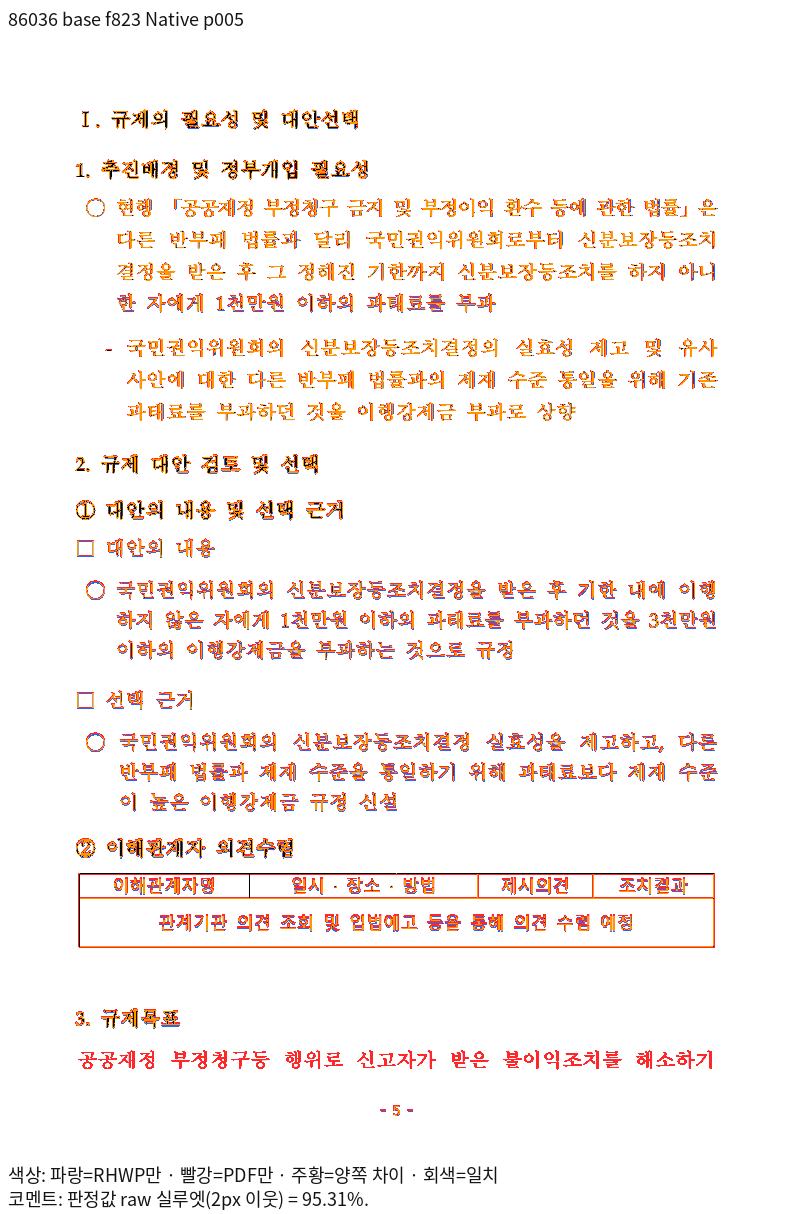 86036 base f823 Native p005
Ⅰ. 규제의 필요성 및 대안선택
1. 추진배경 및 정부개입 필요성
○ 현행 「공공재정 부정청구 금지 및 부정이익 환수 등에 관한 법률」은
다른 반부패 법률과 달리 국민권익위원회로부터 신분보장등조치
결정을 받은 후 그 정해진 기한까지 신분보장등조치를 하지 아니
한 자에게 1천만원 이하의 과태료를 부과
- 국민권익위원회의 신분보장등조치결정의 실효성 제고 및 유사
사안에 대한 다른 반부패 법률과의 제재 수준 통일을 위해 기존
과태료를 부과하던 것을 이행강제금 부과로 상향
2. 규제 대안 검토 및 선택
① 대안의 내용 및 선택 근거
□ 대안의 내용
○ 국민권익위원회의 신분보장등조치결정을 받은 후 기한 내에 이행
하지 않은 자에게 1천만원 이하의 과태료를 부과하던 것을 3천만원
이하의 이행강제금을 부과하는 것으로 규정
□ 선택 근거
○ 국민권익위원회의 신분보장등조치결정 실효성을 제고하고, 다른
반부패 법률과 제재 수준을 통일하기 위해 과태료보다 제재 수준
이 높은 이행강제금 규정 신설
② 이해관계자 의견수렴
이해관계자명 일시 · 장소 · 방법 제시의견 조치결과
관계기관 의견 조회 및 입법예고 등을 통해 의견 수렴 예정
3. 규제목표
공공재정 부정청구등 행위로 신고자가 받은 불이익조치를 해소하기
- 5 -
색상: 파랑=RHWP만 · 빨강=PDF만 · 주황=양쪽 차이 · 회색=일치
코멘트: 판정값 raw 실루엣(2px 이웃) = 95.31%.